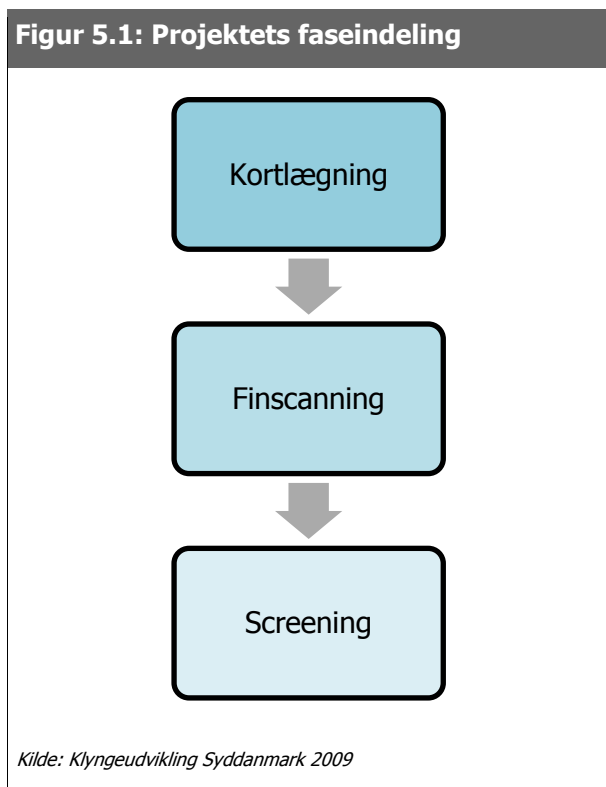 Figur 5.1: Projektets faseindeling
Kortlægning
Finscanning
Screening
Kilde: Klyngeudvikling Syddanmark 2009